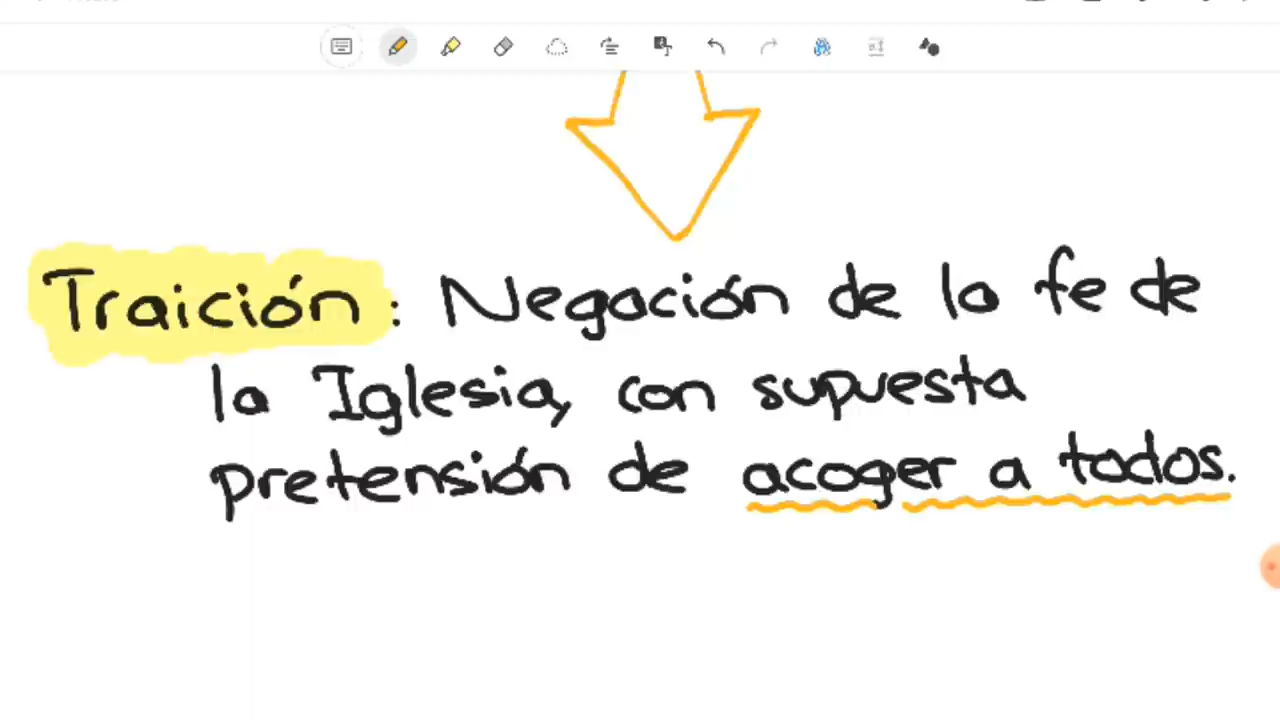 Traición: Negación de la fe de
la Iglesia, con supuesta
pretensión de acoger a todos.